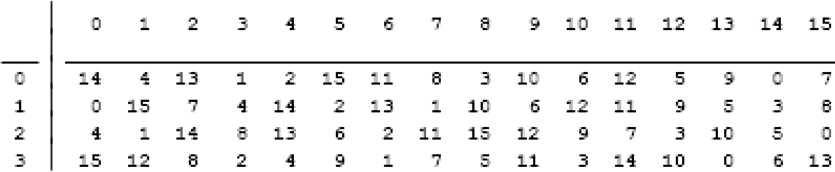 0 1 2 3 4 5 6 7 8 9 10 11 12 13 14 15
0 14 4 13 1 2 15 11 8 3 10 6 12 5 9 0 7
1 0 15 7 4 14 2 13 1 10 6 12 11 9 5 3 8
2 4 1 14 8 13 6 2 11 15 12 9 7 3 10 5 0
3 15 12 8 2 4 9 1 7 5 11 3 14 10 0 6 13